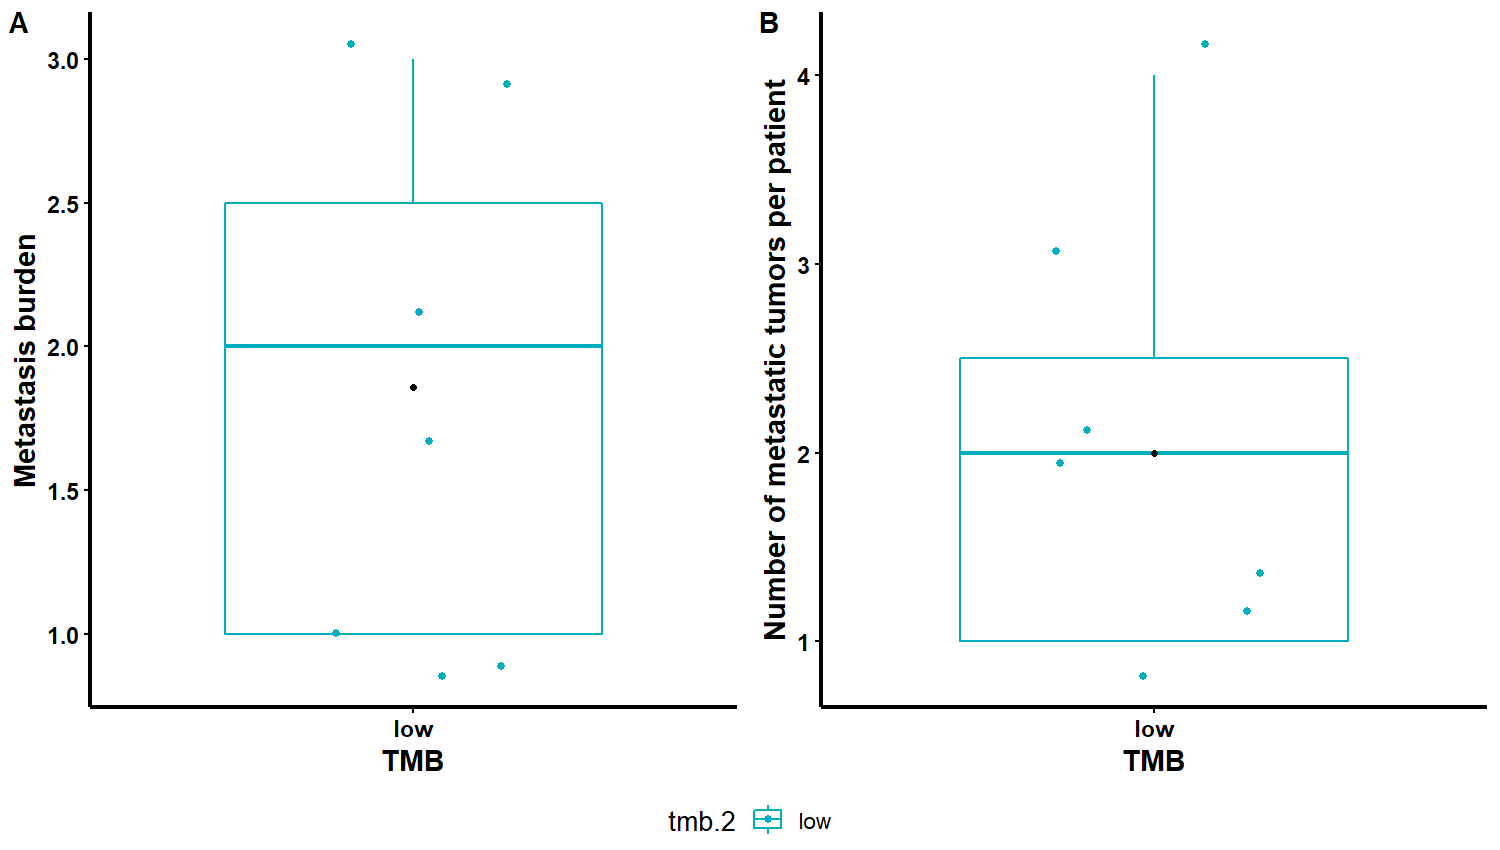 A
Metastasis burden
3.0
2.5
2.0
1.5
1.0
low
TMB
B
Number of metastatic tumors per patient
4
3
2
1
low
TMB
tmb.2 low